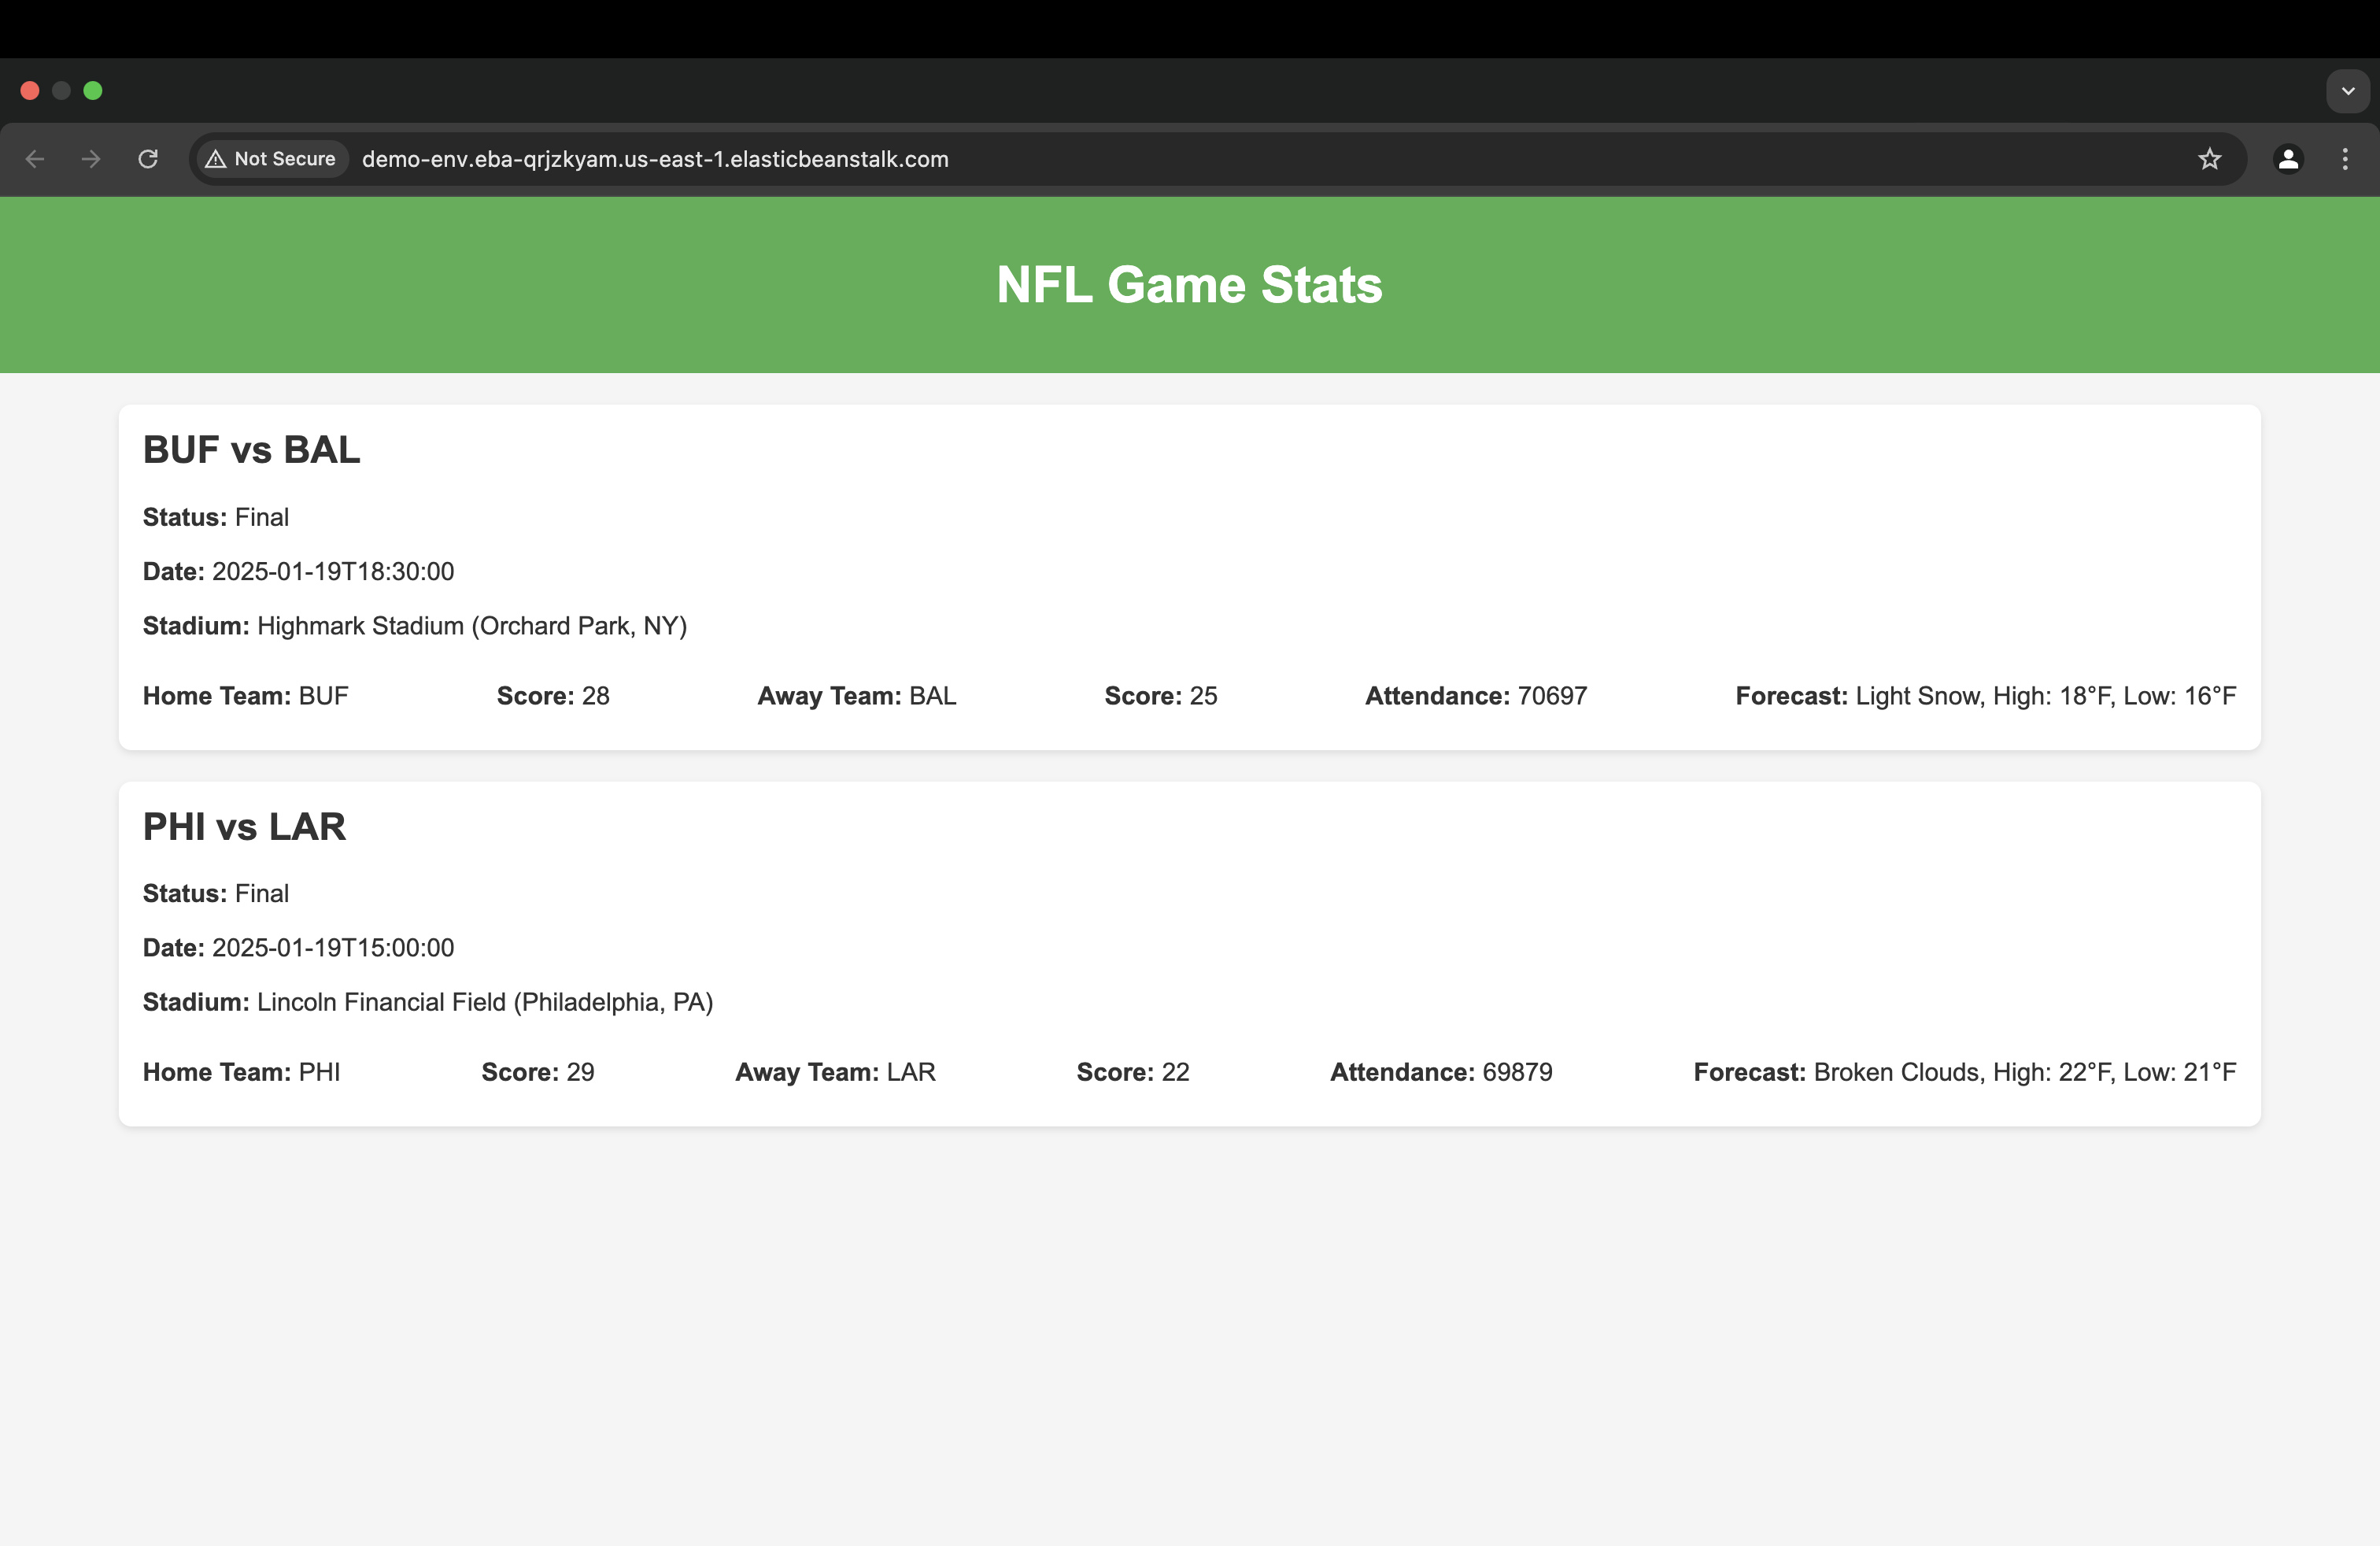 Not Secure demo-env.eba-qrjzkyam.us-east-1.elasticbeanstalk.com
NFL Game Stats
BUF vs BAL
Status: Final
Date: 2025-01-19T18:30:00
Stadium: Highmark Stadium (Orchard Park, NY)
Home Team: BUF Score: 28 Away Team: BAL Score: 25 Attendance: 70697 Forecast: Light Snow, High: 18°F, Low: 16°F
PHI vs LAR
Status: Final
Date: 2025-01-19T15:00:00
Stadium: Lincoln Financial Field (Philadelphia, PA)
Home Team: PHI Score: 29 Away Team: LAR Score: 22 Attendance: 69879 Forecast: Broken Clouds, High: 22°F, Low: 21°F